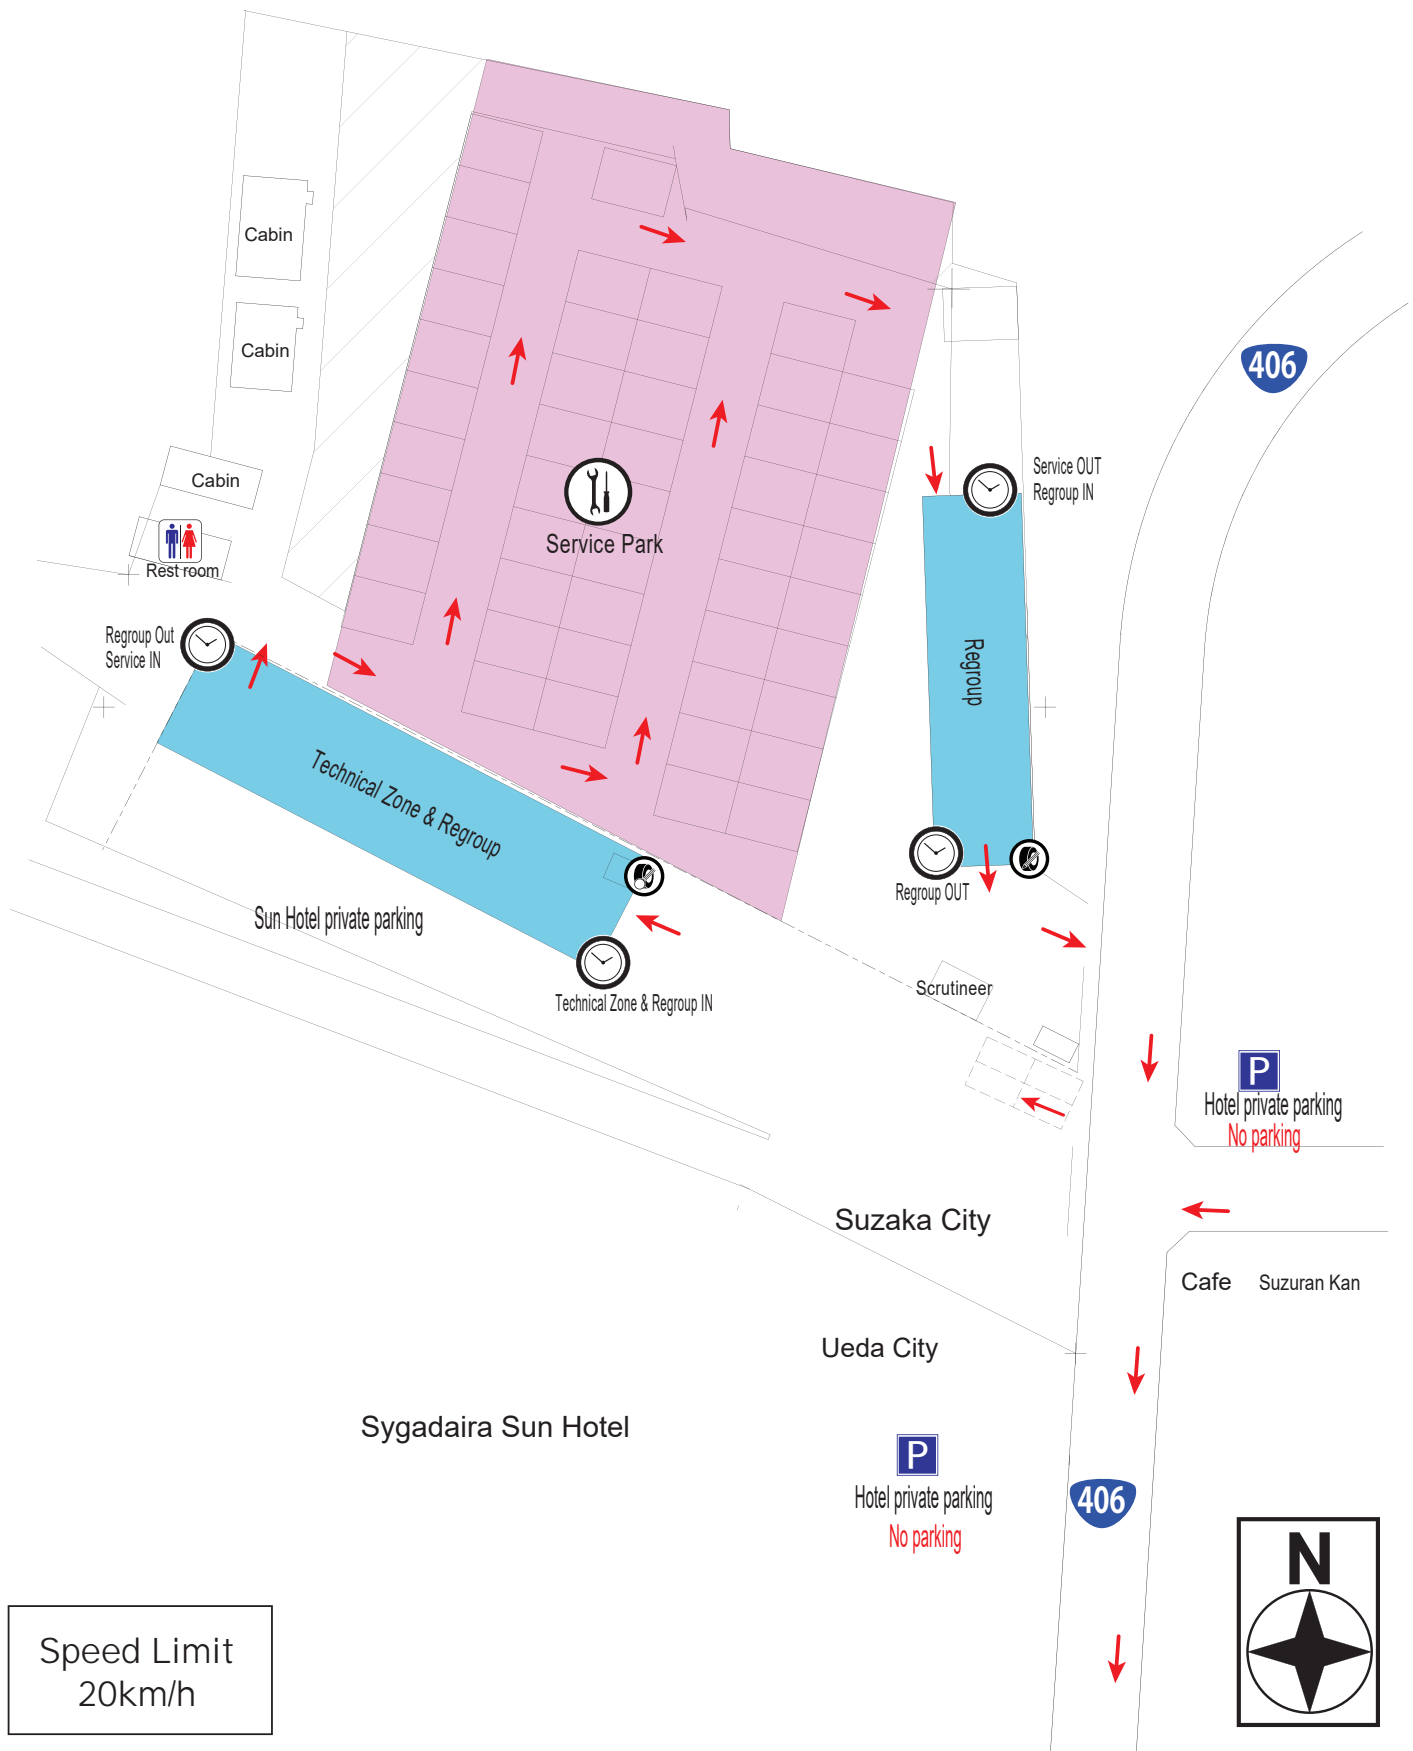 Cabin
Cabin
406
Cabin
Service OUT
Regroup IN
Service Park
Rest room
Regroup Out
Service IN
Regroup
Technical Zone & Regroup
Regroup OUT
Sun Hotel private parking
Scrutineer
Technical Zone & Regroup IN
P
Hotel private parking
No parking
Suzaka City
Cafe Suzuran Kan
Ueda City
Sygadaira Sun Hotel
P
Hotel private parking
No parking
406
N
Speed Limit
20km/h